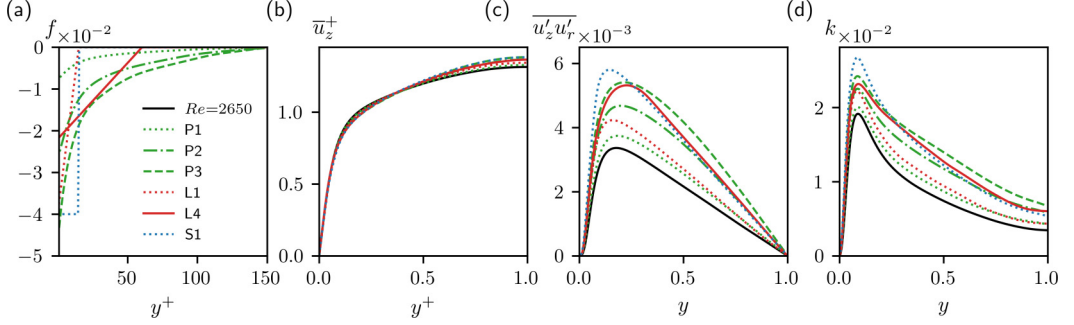 (a) f (b) u̅_z^+ (c) \overline{u'_z u'_r} (d) k
×10⁻² ×10⁻³ ×10⁻²
0 6
−1 1.0 2
−2 4
−3 0.5 1
−4 2
−5 0.0 0 0
Re=2650
P1
P2
P3
L1
L4
S1
50 100 150 0.0 0.5 1.0 0.0 0.5 1.0 0.0 0.5 1.0
y⁺ y⁺ y y